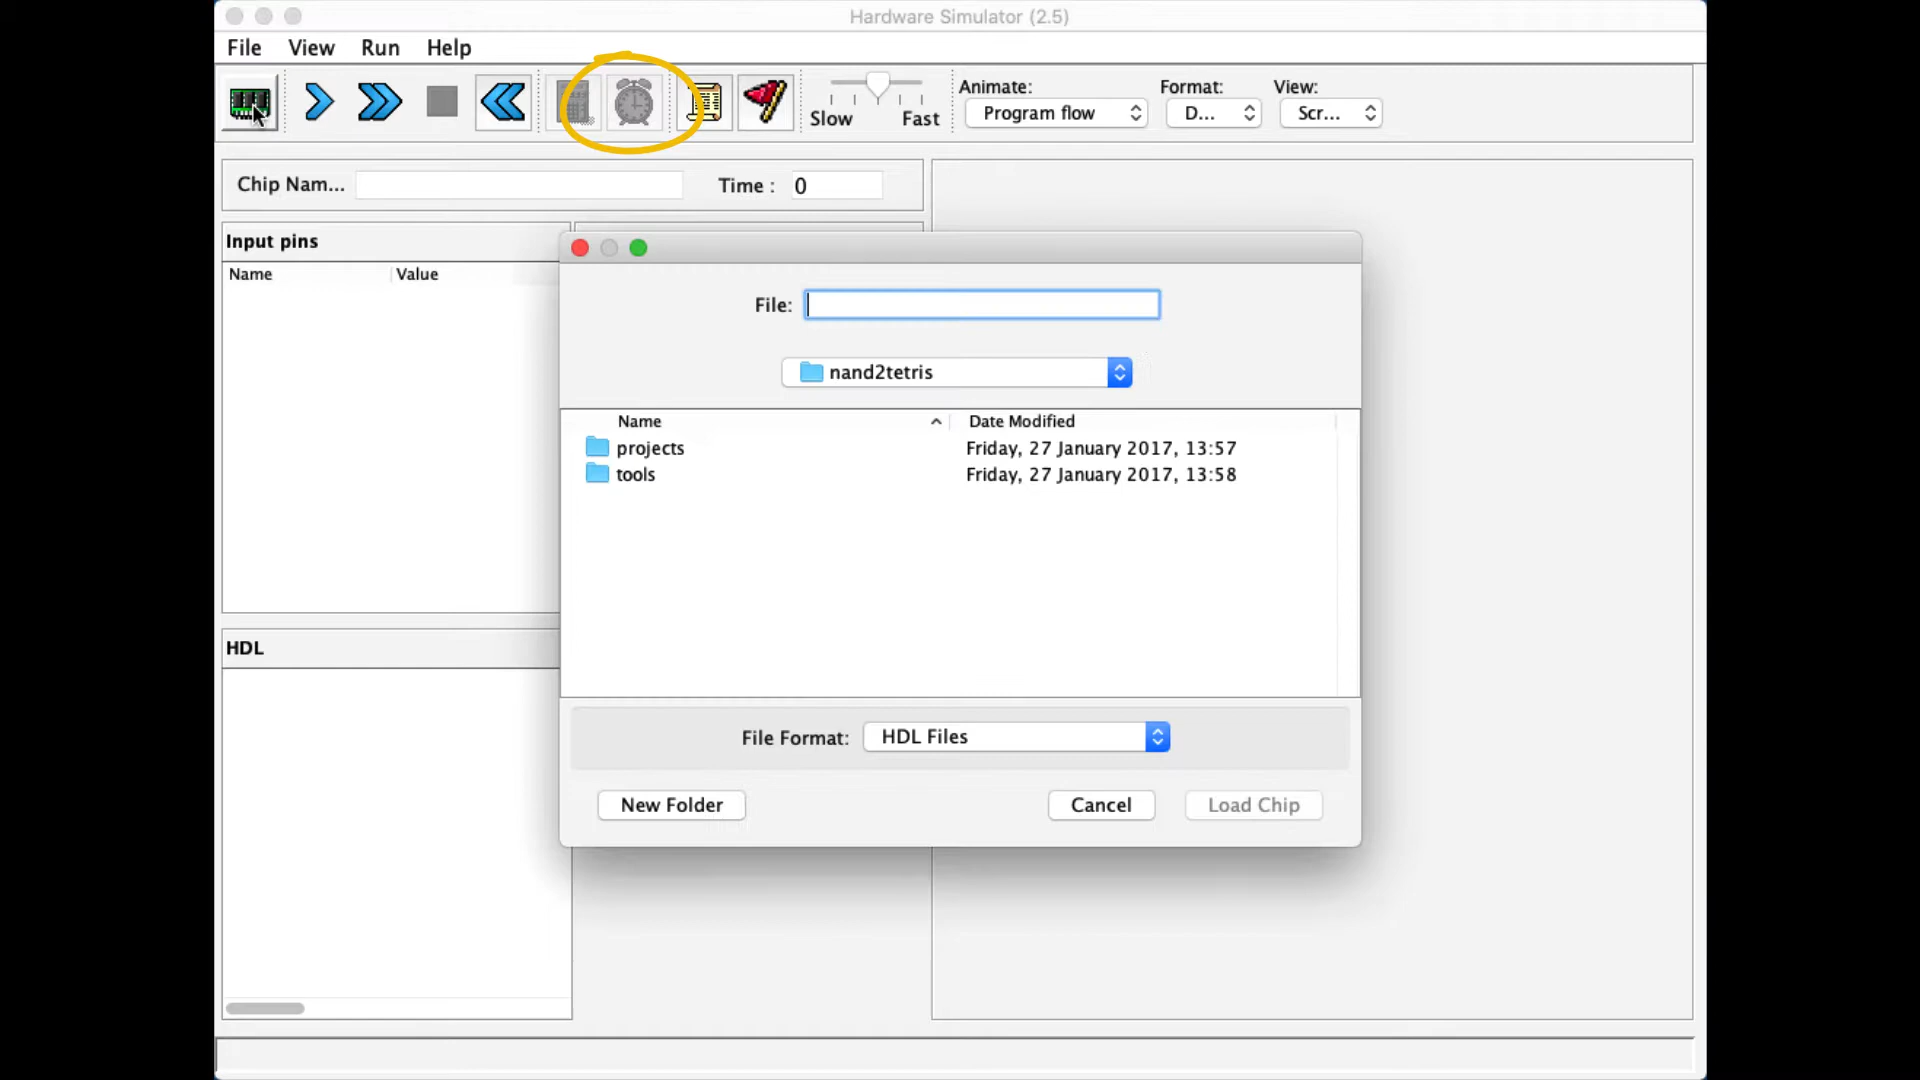 Hardware Simulator (2.5)
File View Run Help
Slow Fast
Animate: Format: View:
Program flow D... Scr...
Chip Nam... Time : 0
Input pins
Name Value
File:
nand2tetris
Name Date Modified
projects Friday, 27 January 2017, 13:57
tools Friday, 27 January 2017, 13:58
HDL
File Format: HDL Files
New Folder Cancel Load Chip